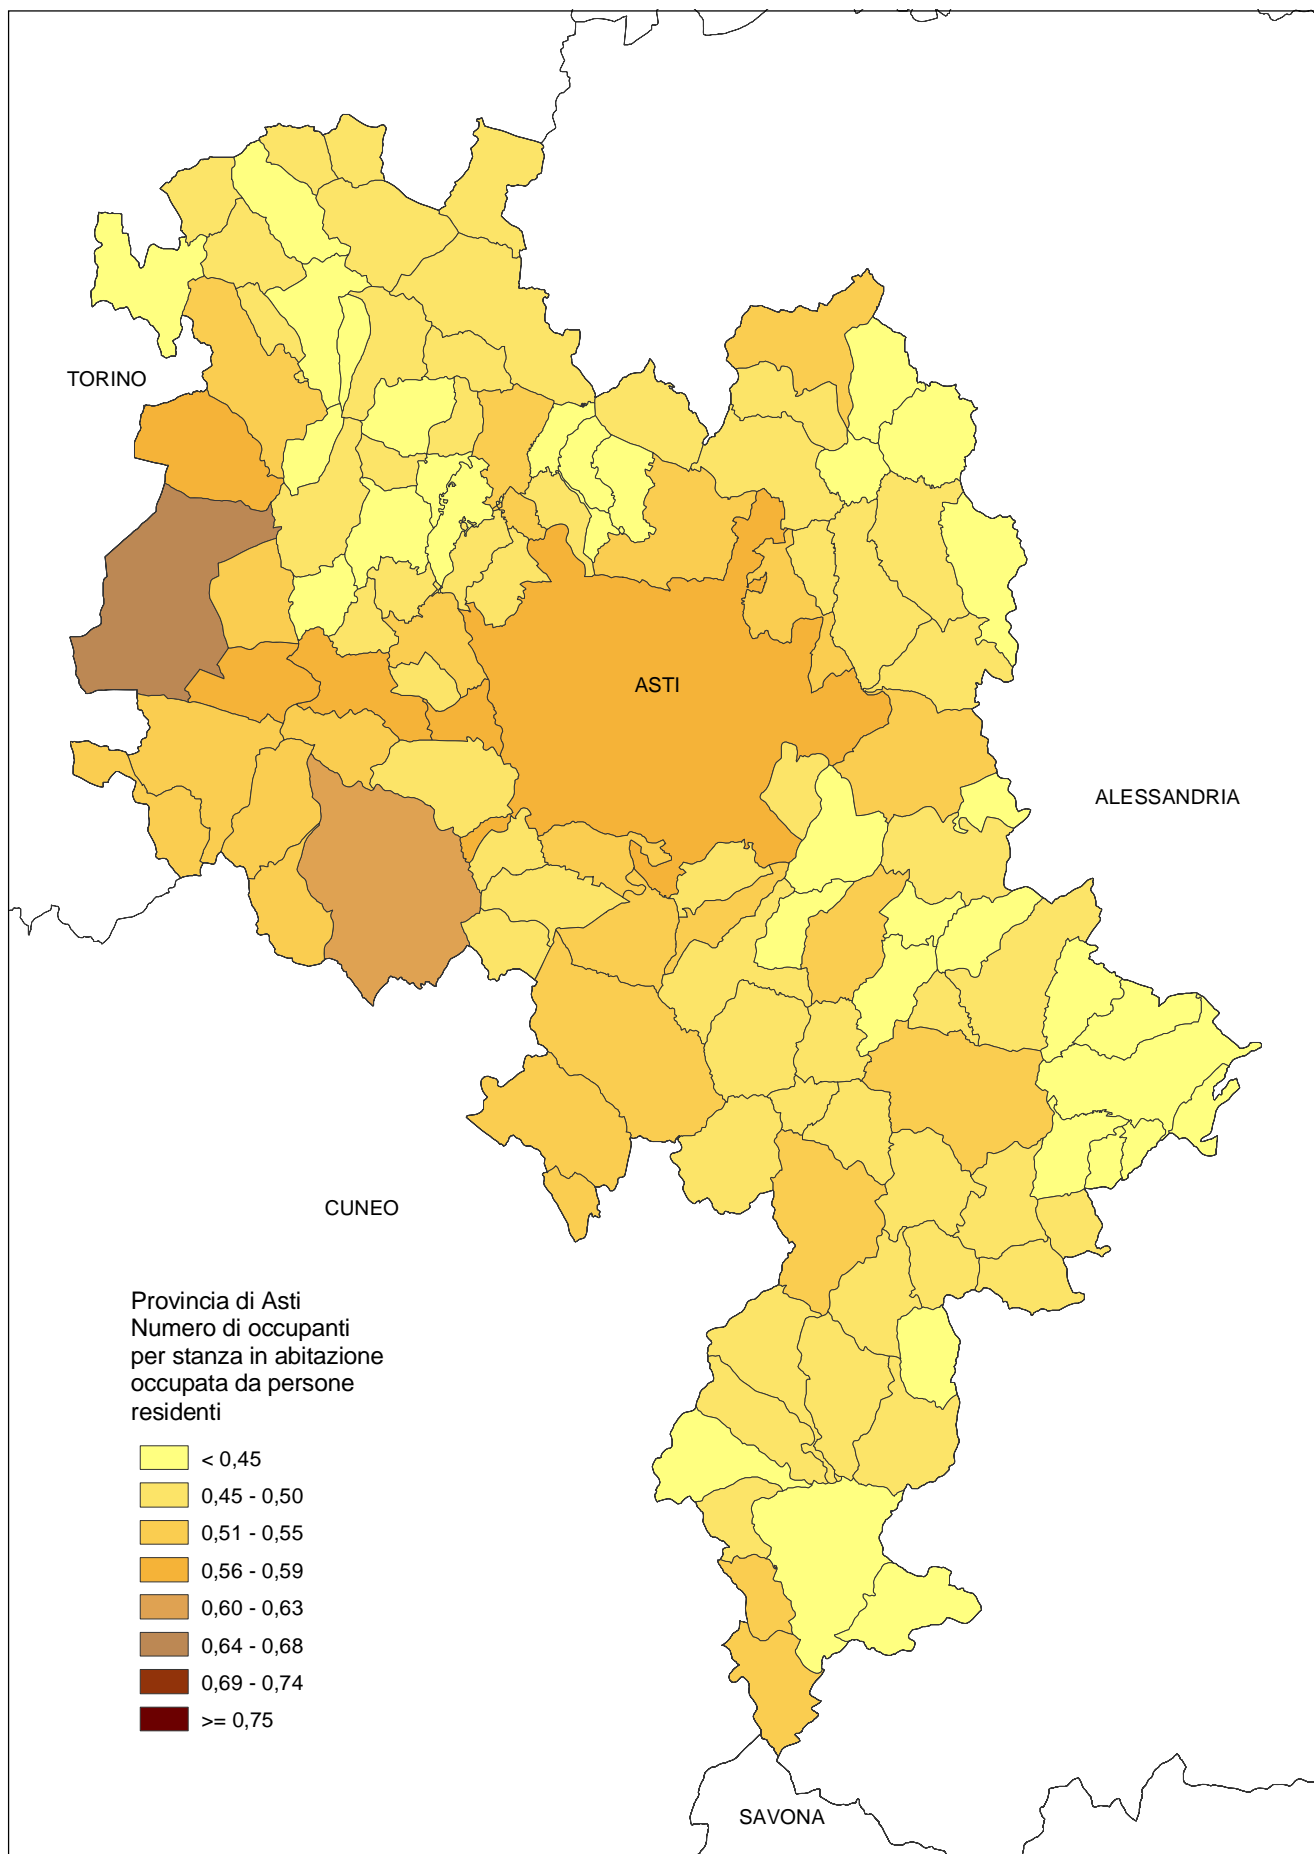 TORINO
ASTI
ALESSANDRIA
CUNEO
Provincia di Asti
Numero di occupanti
per stanza in abitazione
occupata da persone
residenti
< 0,45
0,45 - 0,50
0,51 - 0,55
0,56 - 0,59
0,60 - 0,63
0,64 - 0,68
0,69 - 0,74
>= 0,75
SAVONA